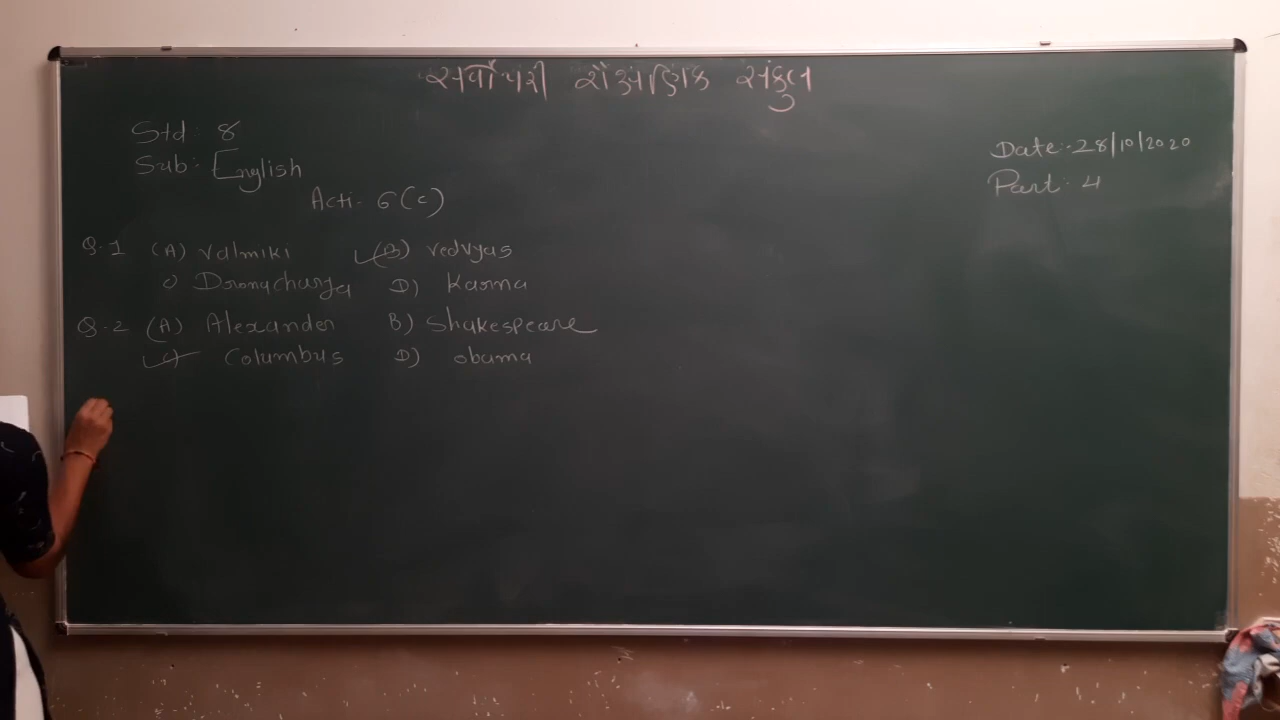 સર્વોપરી શૈક્ષણિક સંકુલ
Std : 8
Date:- 28/10/2020
Sub:- English
Part. 4
Acti- 6(c)
Q.1 (A) valmiki (B) vedvyas
C) Dronycharya D) Karna
Q.2 (A) Alexander B) Shakespeare
C) Columbus D) obama